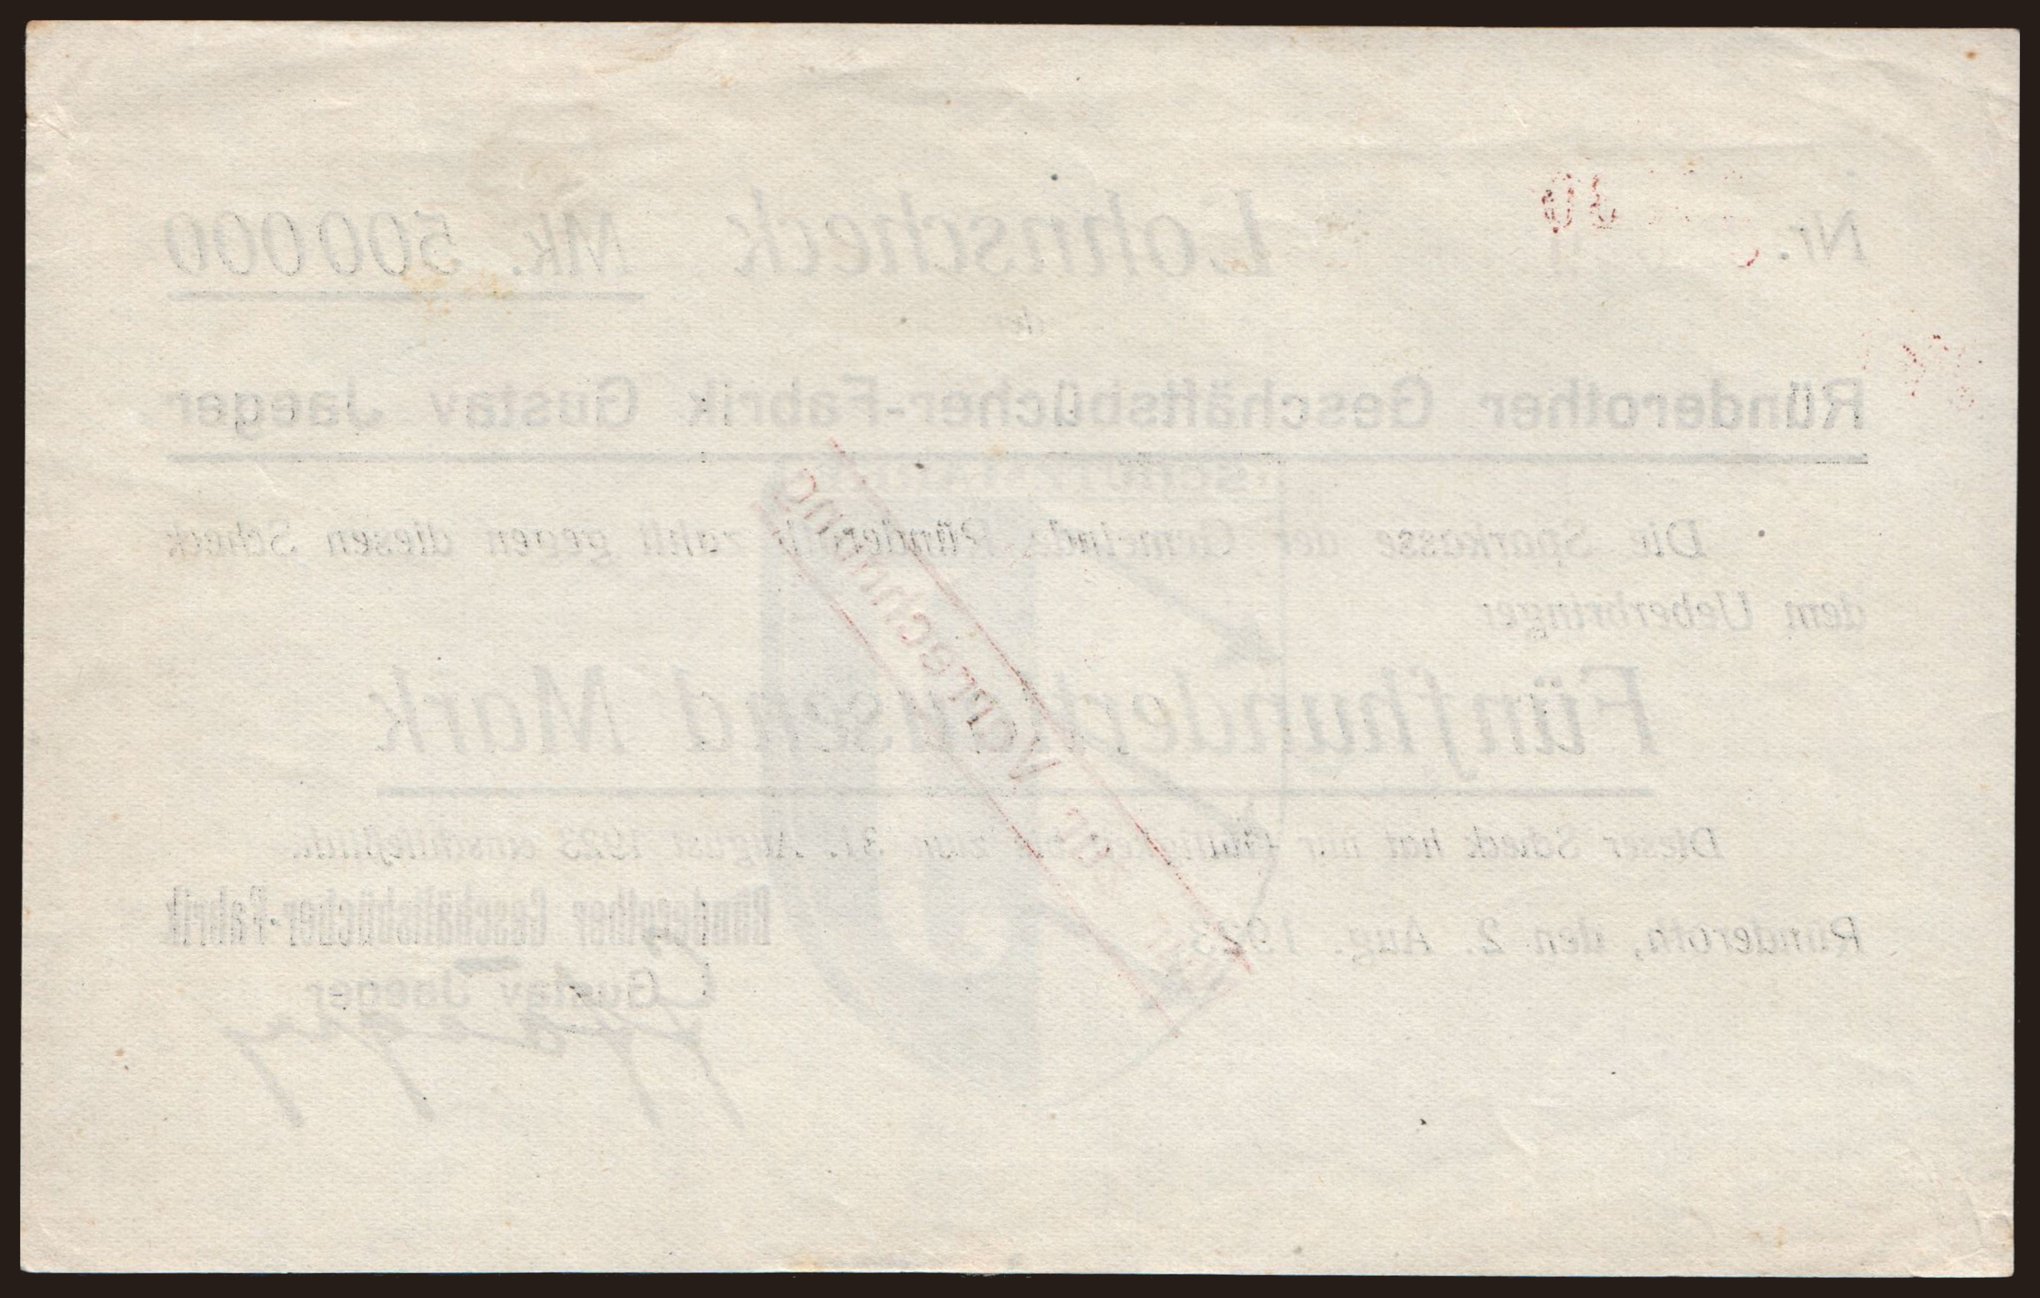 Nr. Lohnscheck Mk. 500000
der
Ründerother Geschäftsbücher-Fabrik Gustav Jaeger
Die Sparkasse der Gemeinde Ründeroth zahlt gegen diesen Scheck
dem Ueberbringer
Fünfhunderttausend Mark
Dieser Scheck hat nur Gültigkeit bis zum 31. August 1923 einschließlich.
Ründeroth, den 2. Aug. 1923.
Ründerother Geschäftsbücher-Fabrik
Gustav Jaeger